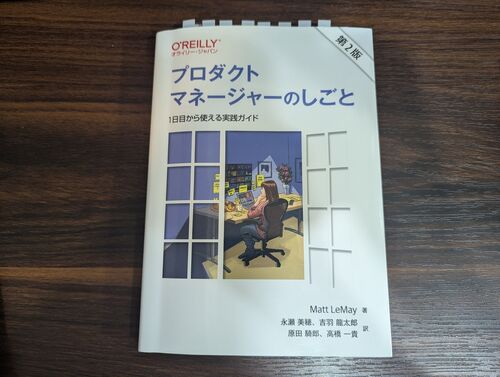 O'REILLY
オライリー・ジャパン
第2版
プロダクト
マネージャーのしごと
1日目から使える実践ガイド
Matt LeMay 著
永瀬 美穂、吉羽 龍太郎
原田 騎郎、高橋 一貴 訳